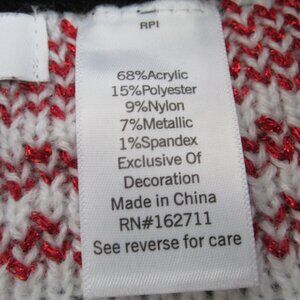 RPI
68%Acrylic
15%Polyester
9%Nylon
7%Metallic
1%Spandex
Exclusive Of
Decoration
Made in China
RN#162711
See reverse for care